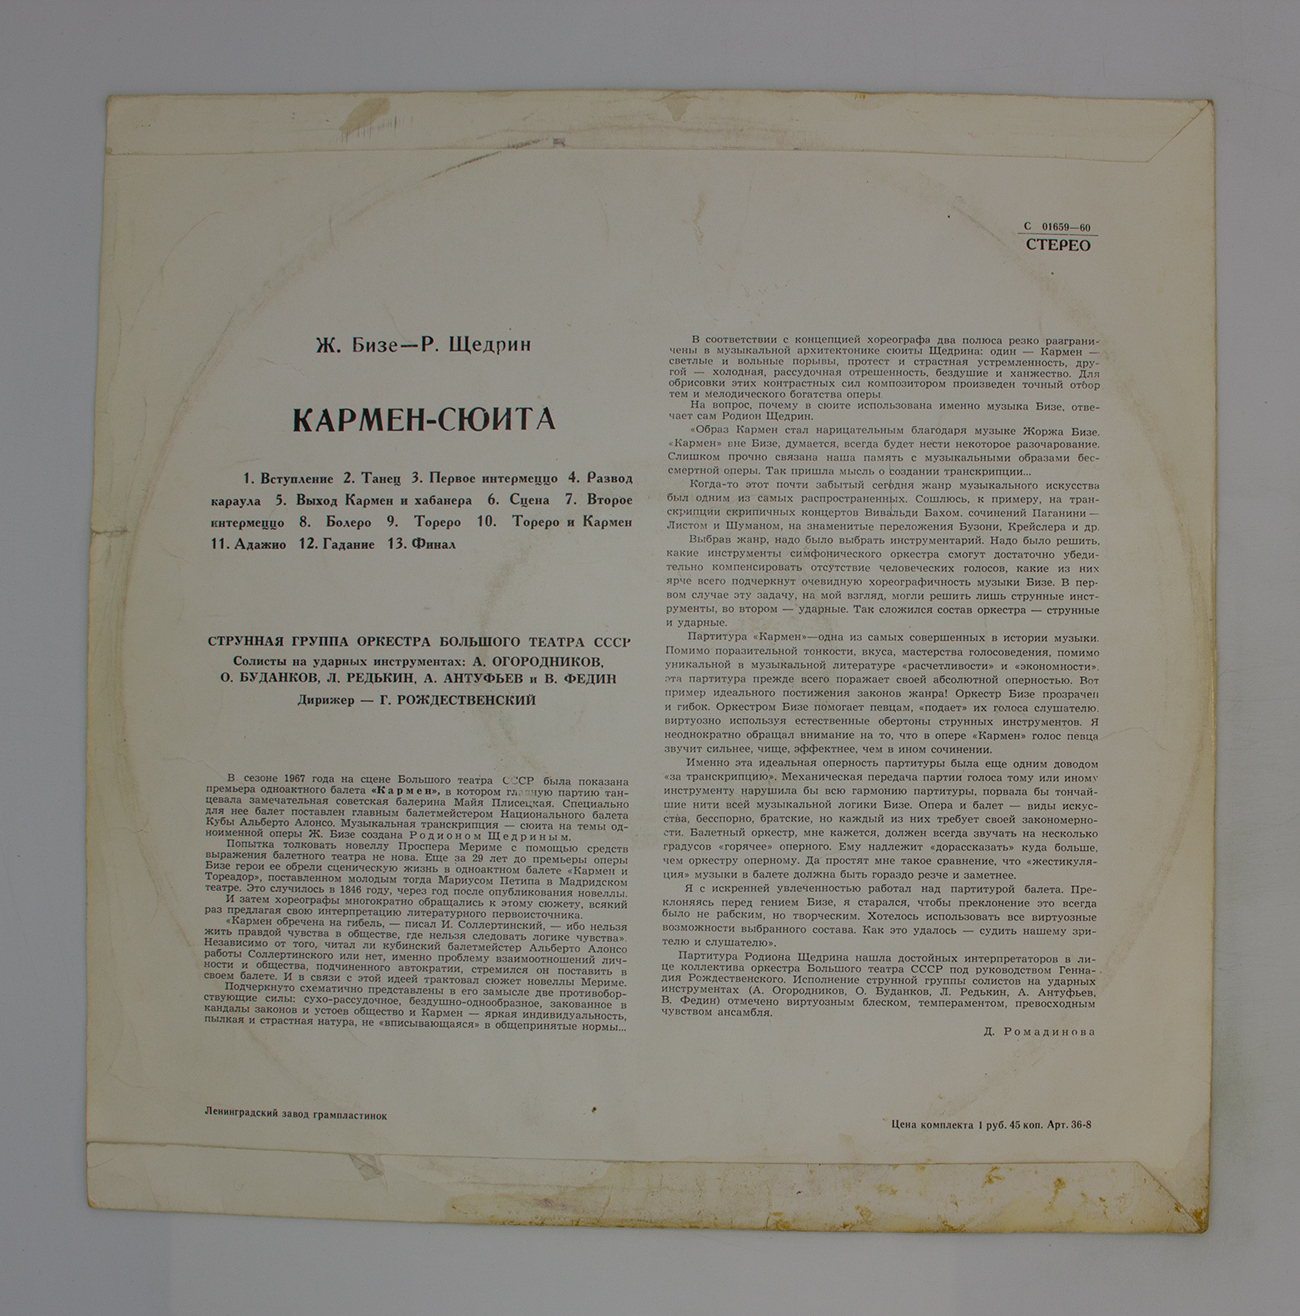 С 01659—60
СТЕРЕО
Ж. Бизе—Р. Щедрин
КАРМЕН-СЮИТА
1. Вступление 2. Танец 3. Первое интермеццо 4. Развод
караула 5. Выход Кармен и хабанера 6. Сцена 7. Второе
интермеццо 8. Болеро 9. Тореро 10. Тореро и Кармен
11. Адажио 12. Гадание 13. Финал
СТРУННАЯ ГРУППА ОРКЕСТРА БОЛЬШОГО ТЕАТРА СССР
Солисты на ударных инструментах: А. ОГОРОДНИКОВ,
О. БУДАНКОВ, Л. РЕДЬКИН, А. АНТУФЬЕВ и В. ФЕДИН
Дирижер — Г. РОЖДЕСТВЕНСКИЙ
В сезоне 1967 года на сцене Большого театра СССР была показана
премьера одноактного балета «Кармен», в котором главную партию тан-
цевала замечательная советская балерина Майя Плисецкая. Специально
для нее балет поставлен главным балетмейстером Национального балета
Кубы Альберто Алонсо. Музыкальная транскрипция — сюита на темы од-
ноименной оперы Ж. Бизе создана Родионом Щедриным.
Попытка толковать новеллу Проспера Мериме с помощью средств
выражения балетного театра не нова. Еще за 29 лет до премьеры оперы
Бизе герои ее обрели сценическую жизнь в одноактном балете «Кармен и
Тореадор», поставленном молодым тогда Мариусом Петипа в Мадридском
театре. Это случилось в 1846 году, через год после опубликования новеллы.
И затем хореографы многократно обращались к этому сюжету, всякий
раз предлагая свою интерпретацию литературного первоисточника.
«Кармен обречена на гибель, — писал И. Соллертинский, — ибо нельзя
жить правдой чувства в обществе, где нельзя следовать логике чувства».
Независимо от того, читал ли кубинский балетмейстер Альберто Алонсо
работы Соллертинского или нет, именно проблему взаимоотношений лич-
ности и общества, подчиненного автократии, стремился он поставить в
своем балете. И в связи с этой идеей трактовал сюжет новеллы Мериме.
Подчеркнуто схематично представлены в его замысле две противобор-
ствующие силы: сухо-рассудочное, бездушно-однообразное, закованное в
кандалы законов и устоев общество и Кармен — яркая индивидуальность,
пылкая и страстная натура, не «вписывающаяся» в общепринятые нормы...
В соответствии с концепцией хореографа два полюса резко разграни-
чены в музыкальной архитектонике сюиты Щедрина: один — Кармен —
светлые и вольные порывы, протест и страстная устремленность, дру-
гой — холодная, рассудочная отрешенность, бездушие и ханжество. Для
обрисовки этих контрастных сил композитором произведен точный отбор
тем и мелодического богатства оперы.
На вопрос, почему в сюите использована именно музыка Бизе, отве-
чает сам Родион Щедрин.
«Образ Кармен стал нарицательным благодаря музыке Жоржа Бизе.
«Кармен» вне Бизе, думается, всегда будет нести некоторое разочарование.
Слишком прочно связана наша память с музыкальными образами бес-
смертной оперы. Так пришла мысль о создании транскрипции...
Когда-то этот почти забытый сегодня жанр музыкального искусства
был одним из самых распространенных. Сошлюсь, к примеру, на тран-
скрипции скрипичных концертов Вивальди Бахом, сочинений Паганини —
Листом и Шуманом, на знаменитые переложения Бузони, Крейслера и др.
Выбрав жанр, надо было выбрать инструментарий. Надо было решить,
какие инструменты симфонического оркестра смогут достаточно убеди-
тельно компенсировать отсутствие человеческих голосов, какие из них
ярче всего подчеркнут очевидную хореографичность музыки Бизе. В пер-
вом случае эту задачу, на мой взгляд, могли решить лишь струнные инст-
рументы, во втором — ударные. Так сложился состав оркестра — струнные
и ударные.
Партитура «Кармен»—одна из самых совершенных в истории музыки.
Помимо поразительной тонкости, вкуса, мастерства голосоведения, помимо
уникальной в музыкальной литературе «расчетливости» и «экономности»,
эта партитура прежде всего поражает своей абсолютной оперностью. Вот
пример идеального постижения законов жанра! Оркестр Бизе прозрачен
и гибок. Оркестром Бизе помогает певцам, «подает» их голоса слушателю,
виртуозно используя естественные обертоны струнных инструментов. Я
неоднократно обращал внимание на то, что в опере «Кармен» голос певца
звучит сильнее, чище, эффектнее, чем в ином сочинении.
Именно эта идеальная оперность партитуры была еще одним доводом
«за транскрипцию». Механическая передача партии голоса тому или иному
инструменту нарушила бы всю гармонию партитуры, порвала бы тончай-
шие нити всей музыкальной логики Бизе. Опера и балет — виды искус-
ства, бесспорно, братские, но каждый из них требует своей закономерно-
сти. Балетный оркестр, мне кажется, должен всегда звучать на несколько
градусов «горячее» оперного. Ему надлежит «дорассказать» куда больше,
чем оркестру оперному. Да простят мне такое сравнение, что «жестикуля-
ция» музыки в балете должна быть гораздо резче и заметнее.
Я с искренней увлеченностью работал над партитурой балета. Пре-
клоняясь перед гением Бизе, я старался, чтобы преклонение это всегда
было не рабским, но творческим. Хотелось использовать все виртуозные
возможности выбранного состава. Как это удалось — судить нашему зри-
телю и слушателю».
Партитура Родиона Щедрина нашла достойных интерпретаторов в ли-
це коллектива оркестра Большого театра СССР под руководством Генна-
дия Рождественского. Исполнение струнной группы солистов на ударных
инструментах (А. Огородников, О. Буданков, Л. Редькин, А. Антуфьев,
В. Федин) отмечено виртуозным блеском, темпераментом, превосходным
чувством ансамбля.
Д. Ромадинова
Ленинградский завод грампластинок
Цена комплекта 1 руб. 45 коп. Арт. 36-8